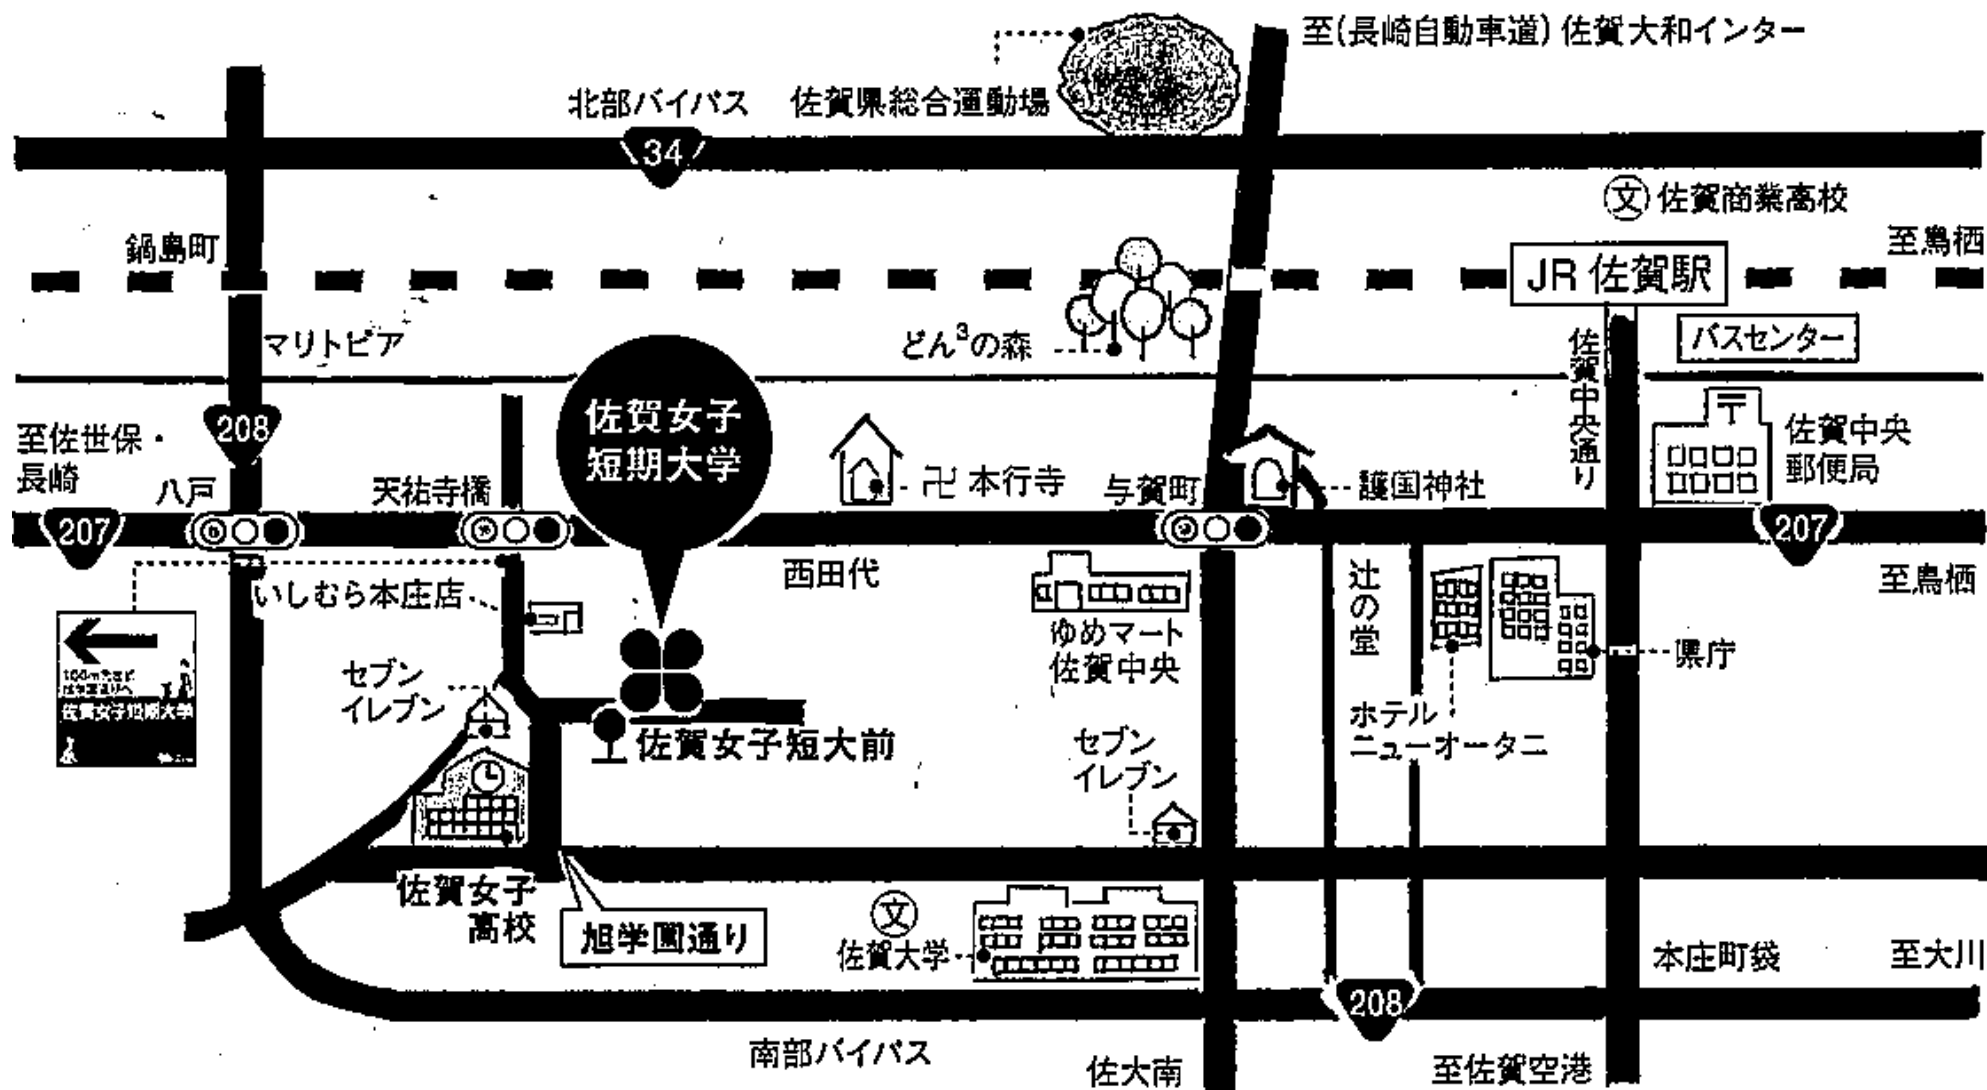 至(長崎自動車道)佐賀大和インター
北部バイパス
佐賀県総合運動場
34
文 佐賀商業高校
鍋島町
至鳥栖
JR 佐賀駅
マリトピア
どん³の森
バスセンター
佐賀中央通り
佐賀女子
短期大学
208
至佐世保・
長崎
八戸
天祐寺橋
卍 本行寺
与賀町
護国神社
佐賀中央
郵便局
207
207
西田代
至鳥栖
いしむら本庄店
辻の堂
ゆめマート
佐賀中央
県庁
セブン
イレブン
佐賀女子短期大学
ホテル
ニューオータニ
佐賀女子短大前
セブン
イレブン
佐賀女子
高校
旭学園通り
文
佐賀大学
本庄町袋
至大川
208
南部バイパス
佐大南
至佐賀空港